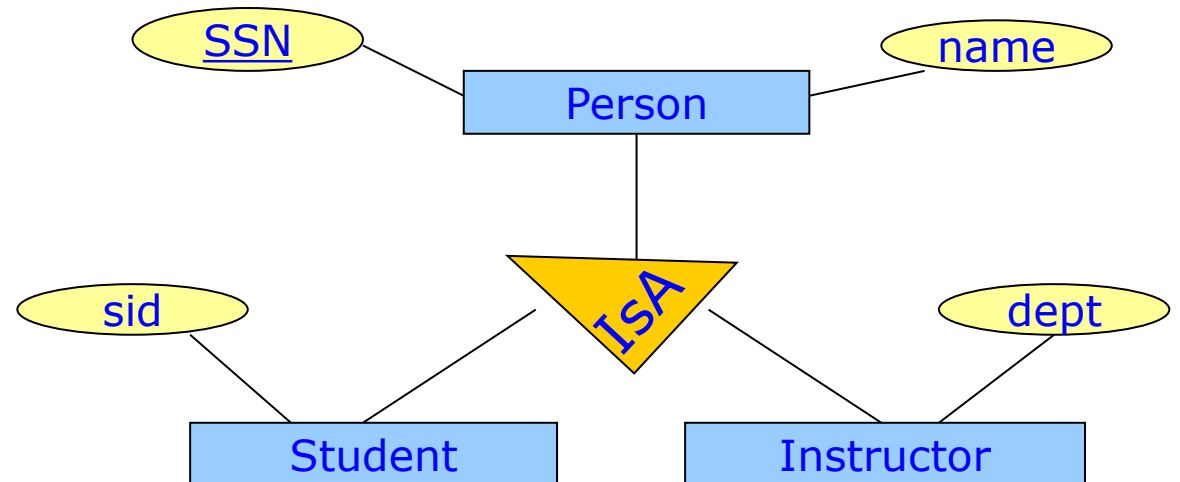 SSN
name
Person
IsA
sid
dept
Student
Instructor